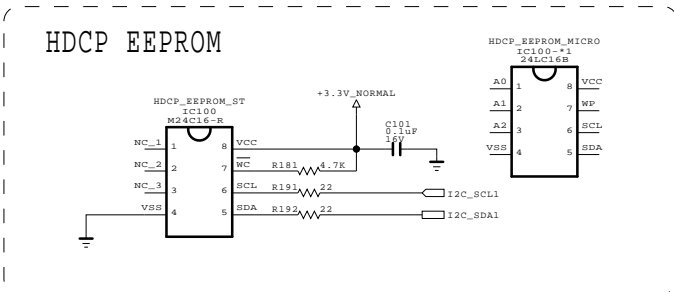 HDCP EEPROM
HDCP_EEPROM_MICRO
IC100-*1
24LC16B
A0 1 8 VCC
A1 2 7 WP
A2 3 6 SCL
VSS 4 5 SDA
+3.3V_NORMAL
HDCP_EEPROM_ST
IC100
M24C16-R
C101
0.1uF
16V
NC_1 1 8 VCC
NC_2 2 7 WC R181 4.7K
NC_3 3 6 SCL R191 22 I2C_SCL1
VSS 4 5 SDA R192 22 I2C_SDA1